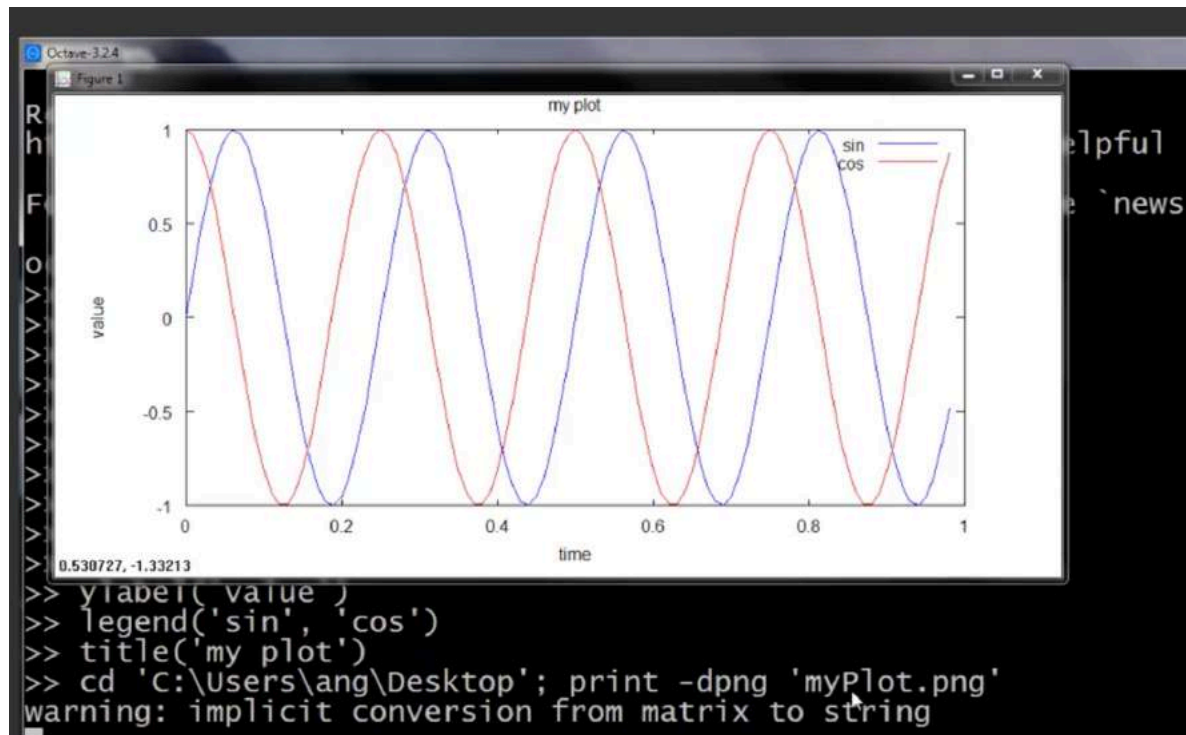 Octave-3.2.4
Figure 1
my plot
elpful
e `news
sin
cos
1
0.5
0
-0.5
-1
value
0 0.2 0.4 0.6 0.8 1
time
0.530727, -1.33213
>> ylabel('value')
>> legend('sin', 'cos')
>> title('my plot')
>> cd 'C:\Users\ang\Desktop'; print -dpng 'myPlot.png'
warning: implicit conversion from matrix to string